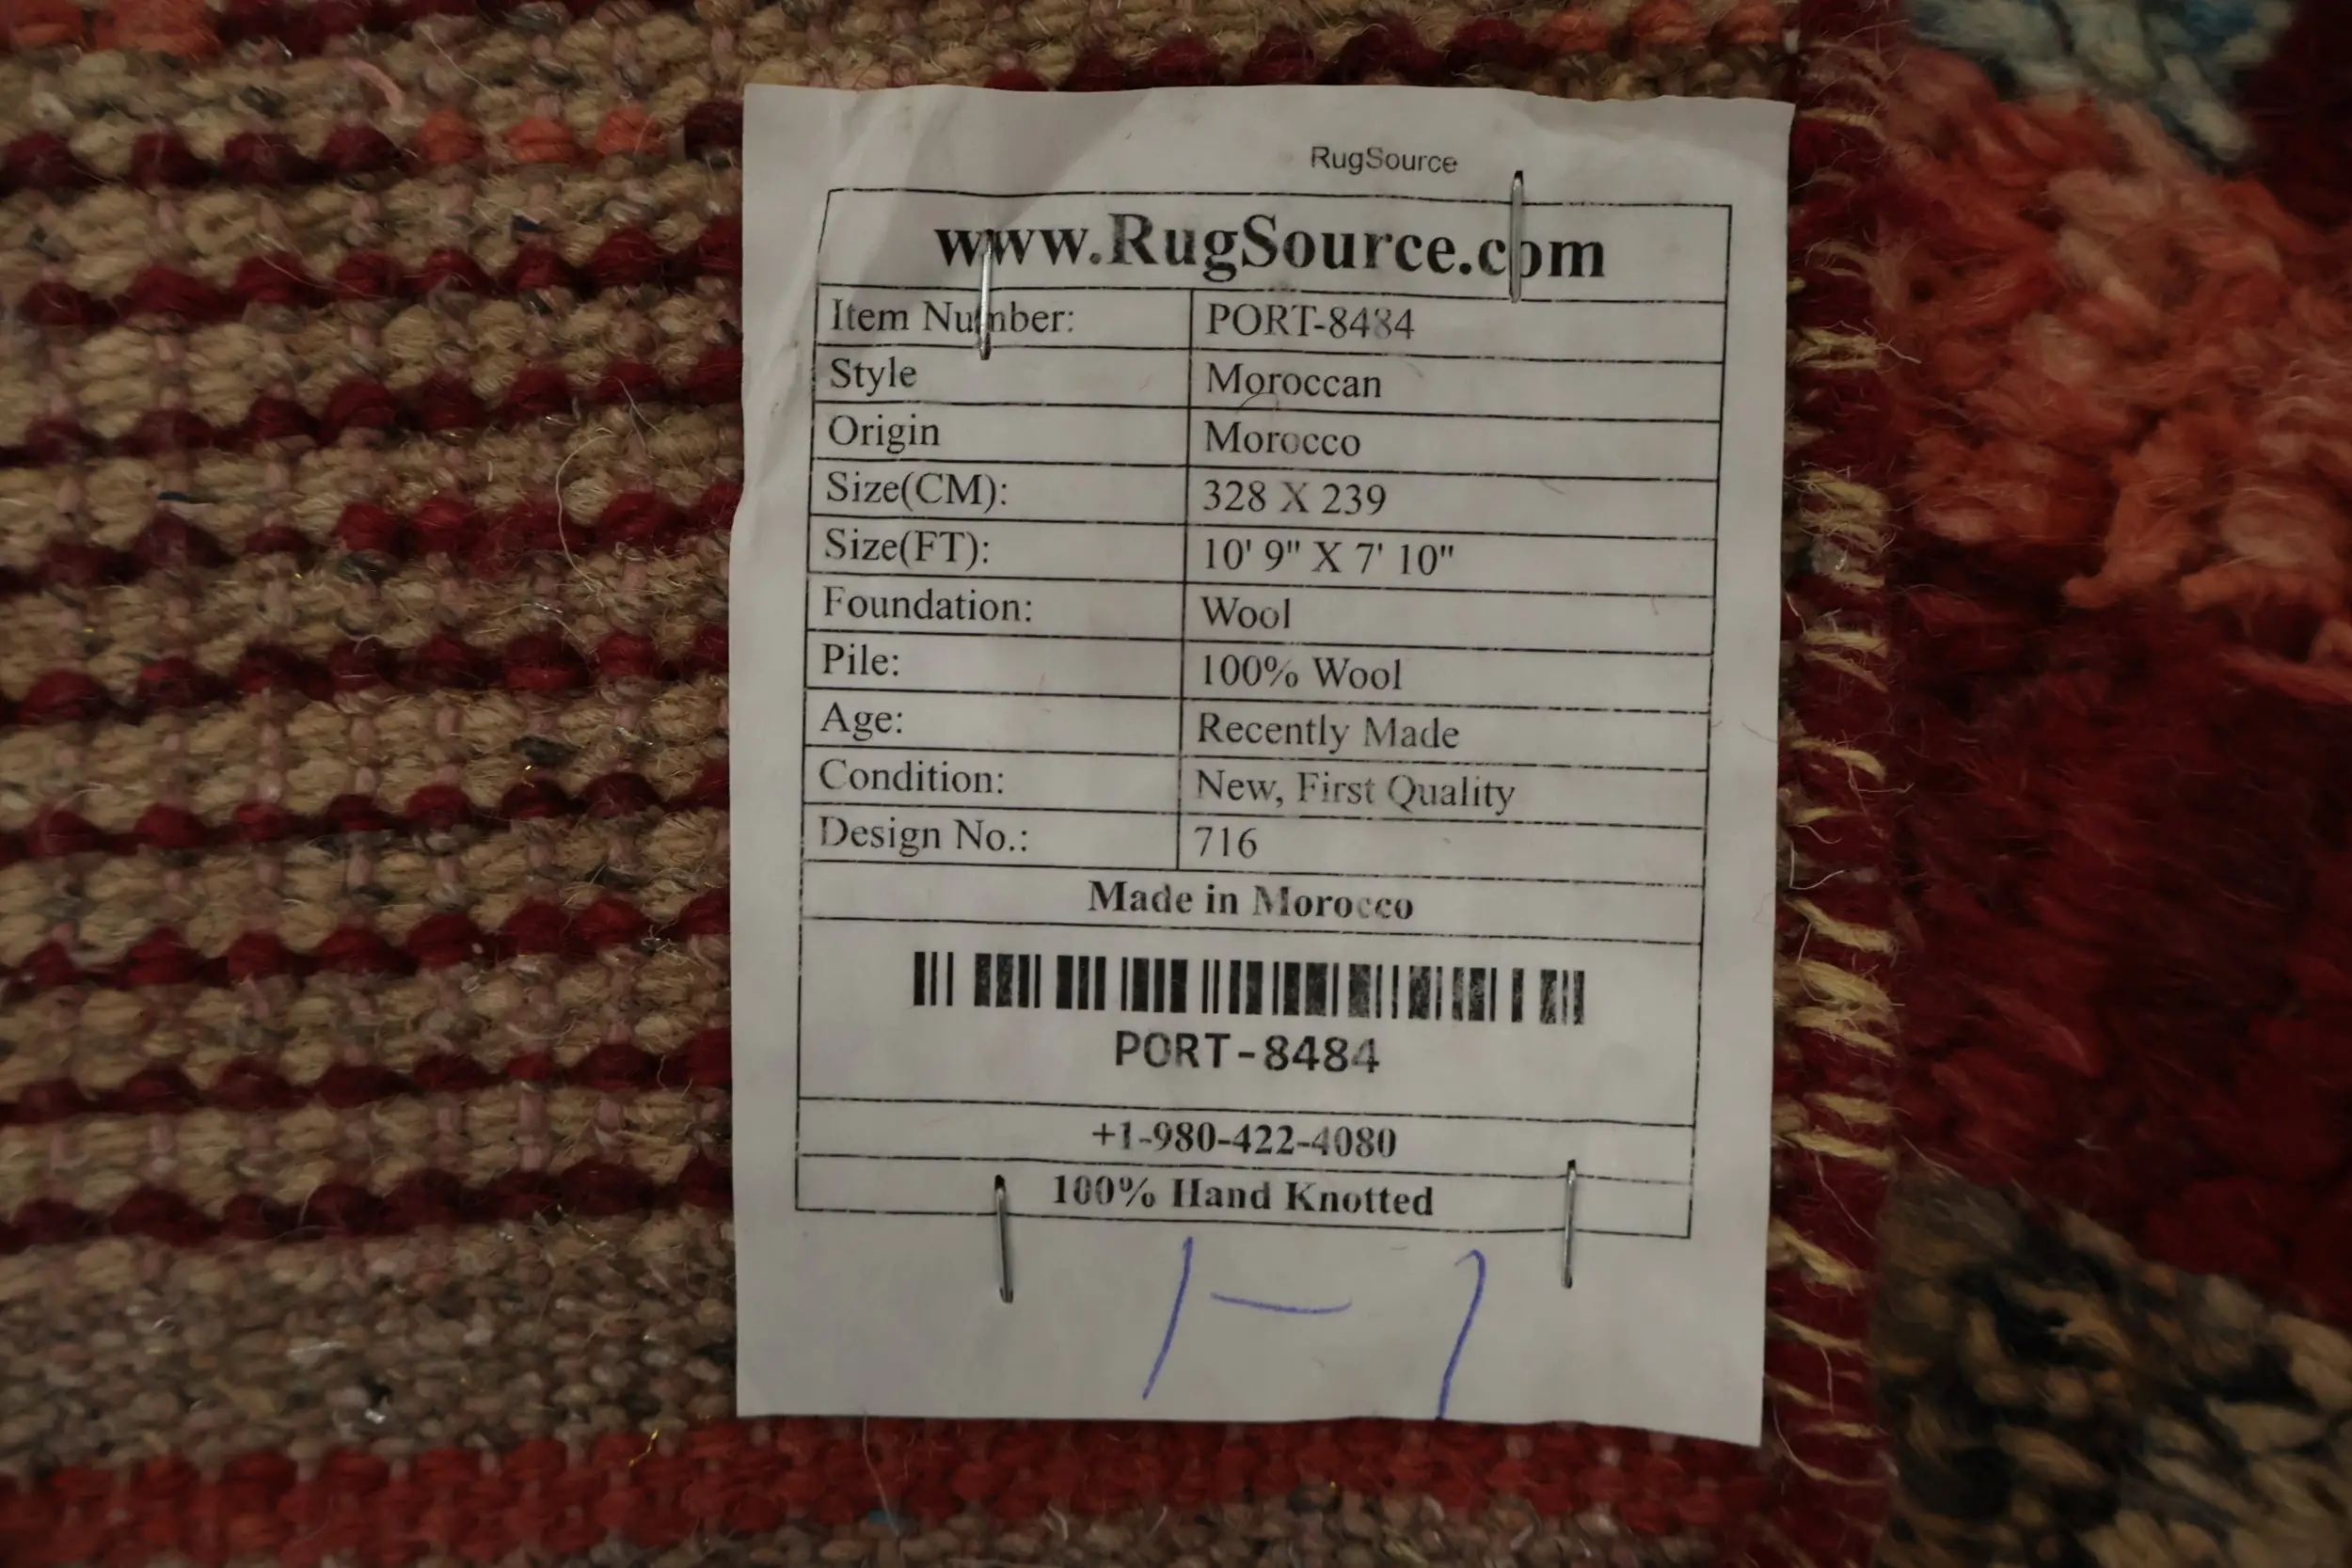 RugSource
www.RugSource.com
Item Number: PORT-8484
Style Moroccan
Origin Morocco
Size(CM): 328 X 239
Size(FT): 10' 9" X 7' 10"
Foundation: Wool
Pile: 100% Wool
Age: Recently Made
Condition: New, First Quality
Design No.: 716
Made in Morocco
PORT-8484
+1-980-422-4080
100% Hand Knotted
1-7